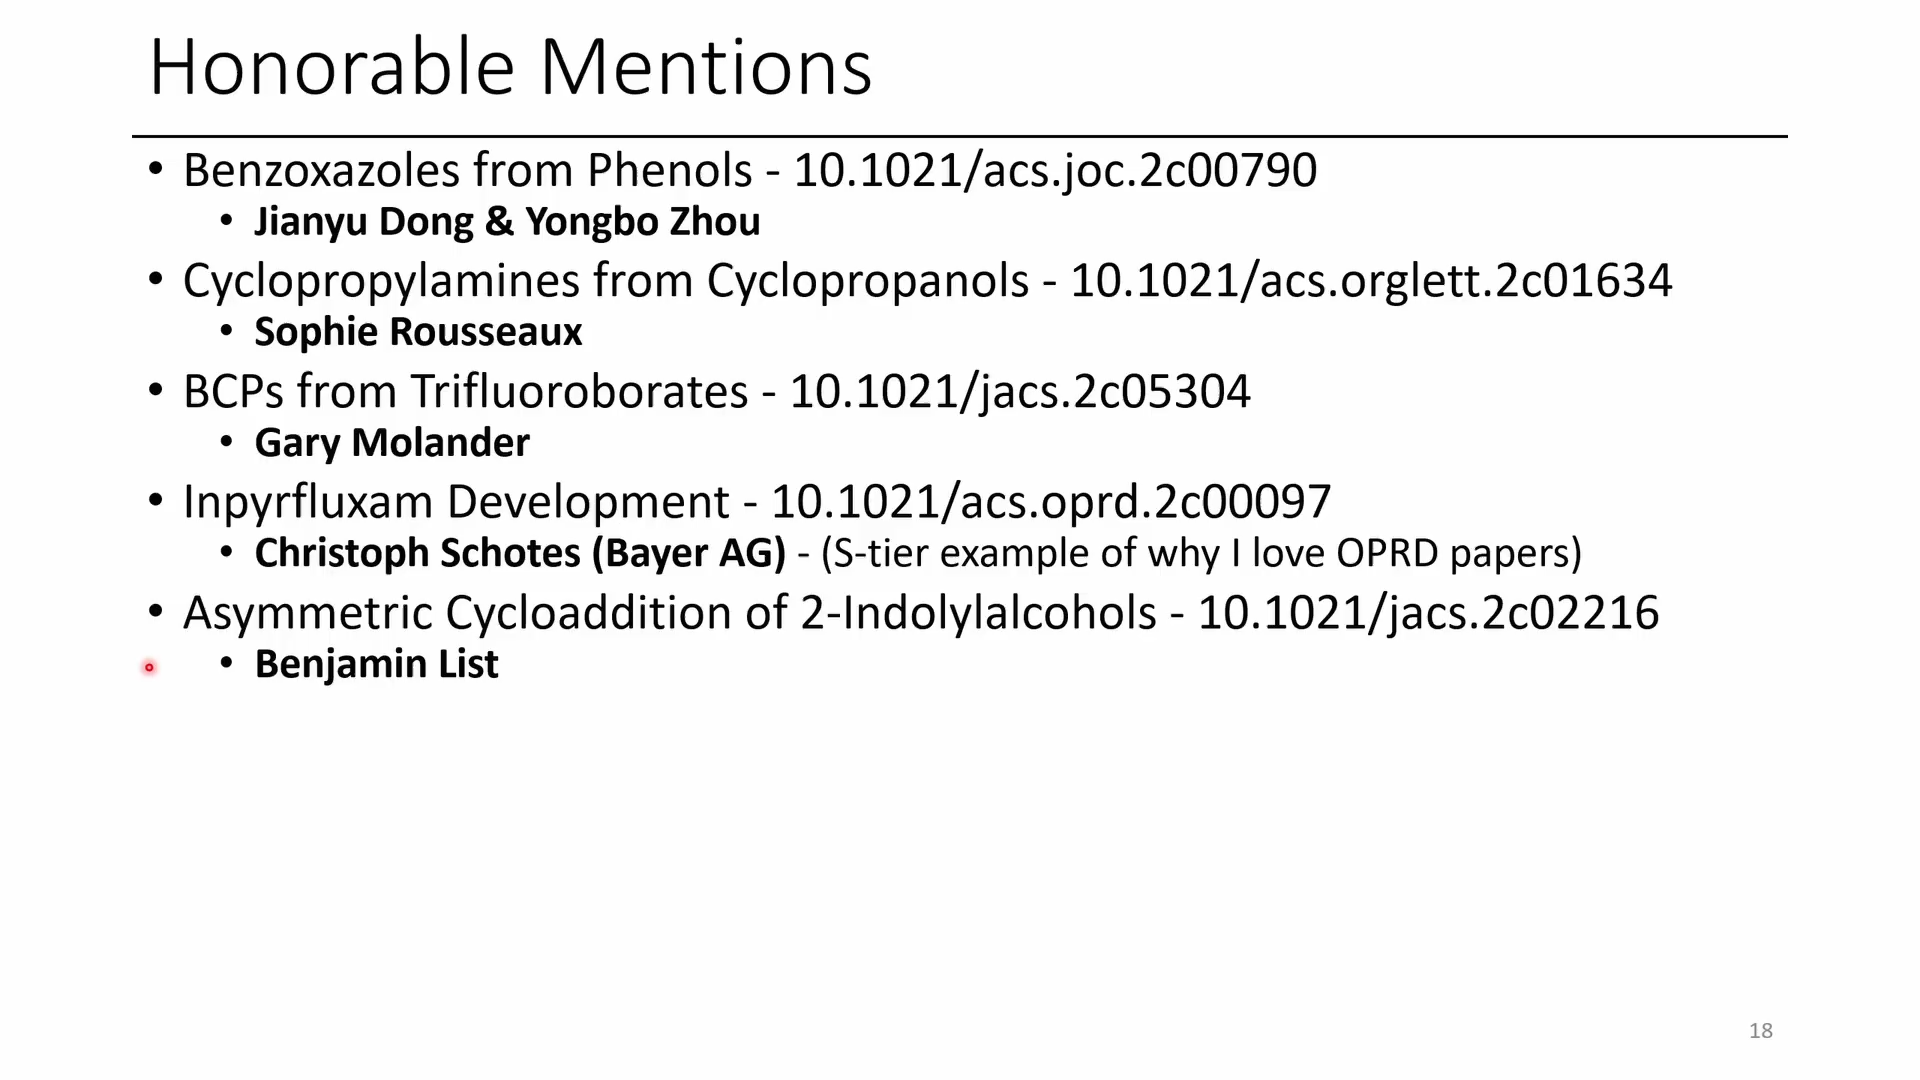 Honorable Mentions
• Benzoxazoles from Phenols - 10.1021/acs.joc.2c00790
• Jianyu Dong & Yongbo Zhou
• Cyclopropylamines from Cyclopropanols - 10.1021/acs.orglett.2c01634
• Sophie Rousseaux
• BCPs from Trifluoroborates - 10.1021/jacs.2c05304
• Gary Molander
• Inpyrfluxam Development - 10.1021/acs.oprd.2c00097
• Christoph Schotes (Bayer AG) - (S-tier example of why I love OPRD papers)
• Asymmetric Cycloaddition of 2-Indolylalcohols - 10.1021/jacs.2c02216
• Benjamin List
18